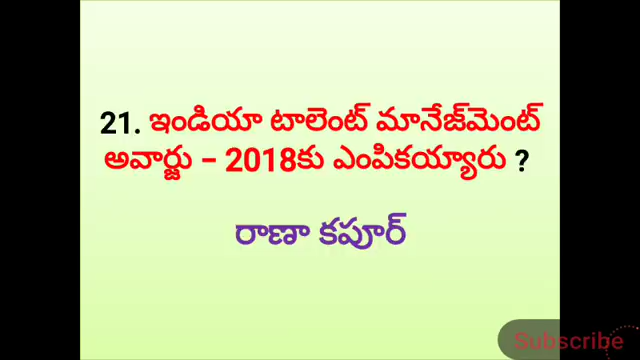 21. ఇండియా టాలెంట్ మానేజ్‌మెంట్
అవార్జు – 2018కు ఎంపికయ్యారు ?
రాణా కపూర్
Subscribe